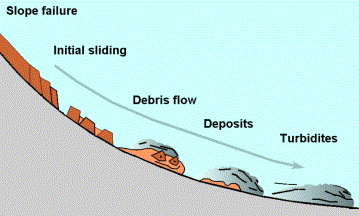 Slope failure
Initial sliding
Debris flow
Deposits
Turbidites